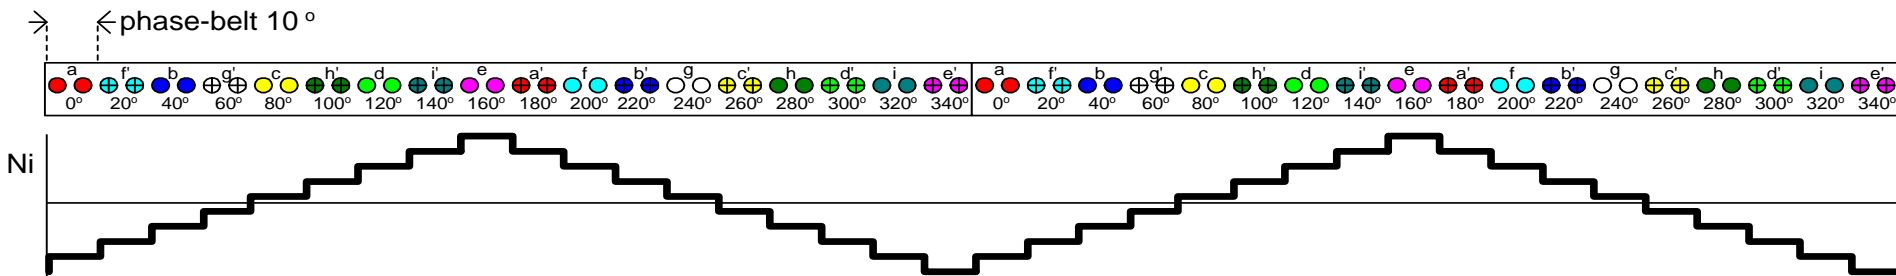 phase-belt 10 º
a f' b g' c h' d i' e a' f b' g c' h d' i e' a f' b g' c h' d i' e a' f b' g c' h d' i e'
0º 20º 40º 60º 80º 100º 120º 140º 160º 180º 200º 220º 240º 260º 280º 300º 320º 340º 0º 20º 40º 60º 80º 100º 120º 140º 160º 180º 200º 220º 240º 260º 280º 300º 320º 340º
Ni